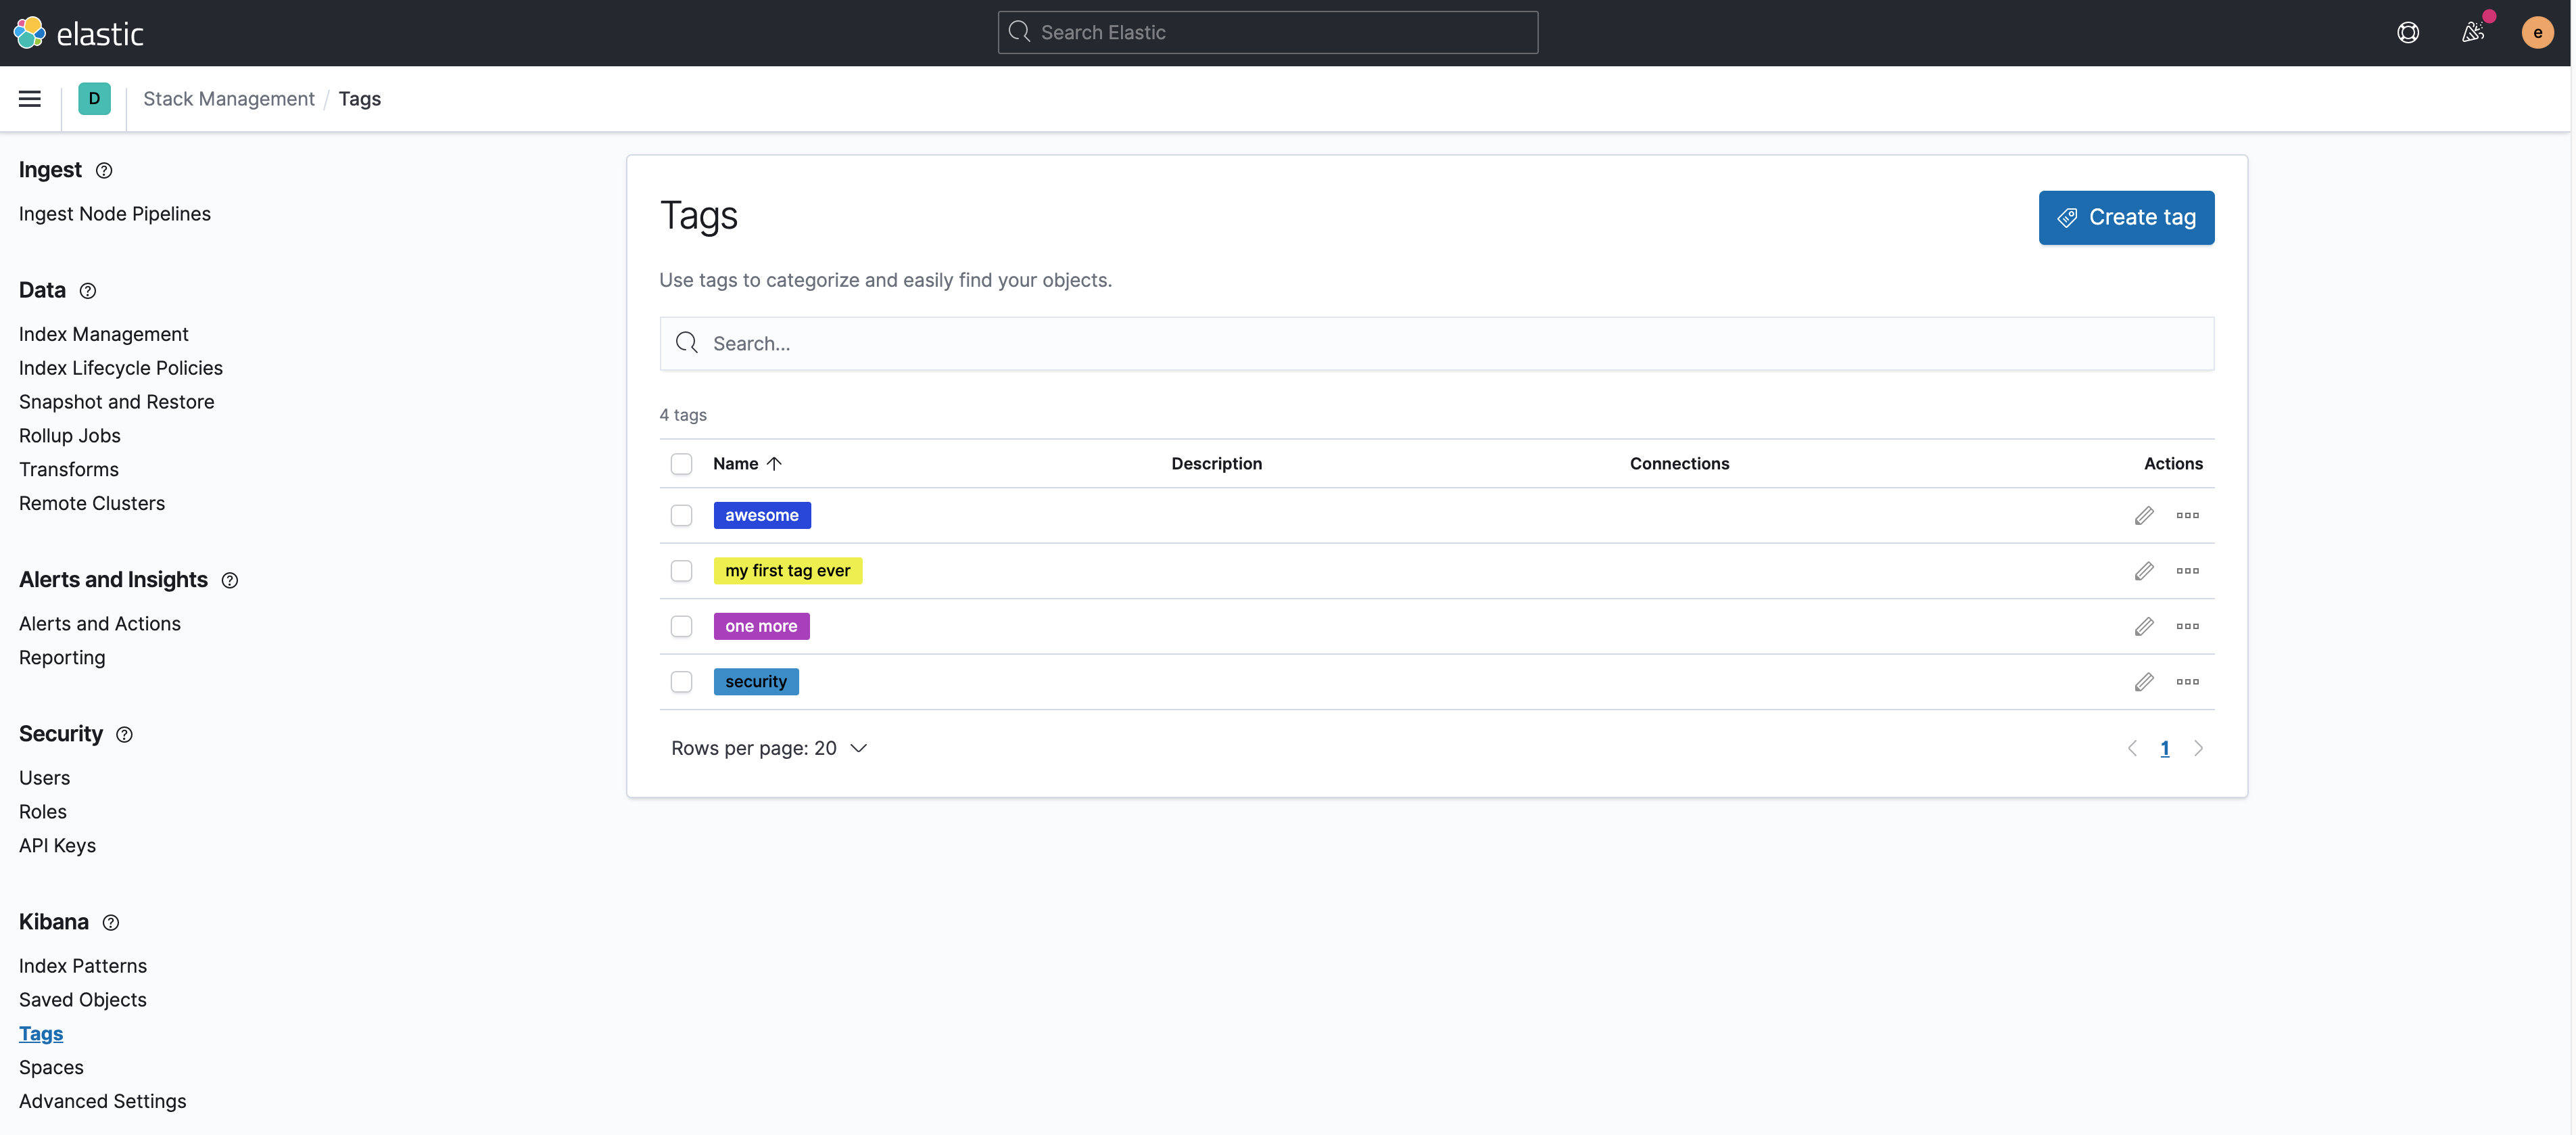 elastic
Search Elastic
e
D
Stack Management / Tags
Ingest
Ingest Node Pipelines
Data
Index Management
Index Lifecycle Policies
Snapshot and Restore
Rollup Jobs
Transforms
Remote Clusters
Alerts and Insights
Alerts and Actions
Reporting
Security
Users
Roles
API Keys
Kibana
Index Patterns
Saved Objects
Tags
Spaces
Advanced Settings
Tags
Create tag
Use tags to categorize and easily find your objects.
Search...
4 tags
Name Description Connections Actions
awesome
my first tag ever
one more
security
Rows per page: 20
1